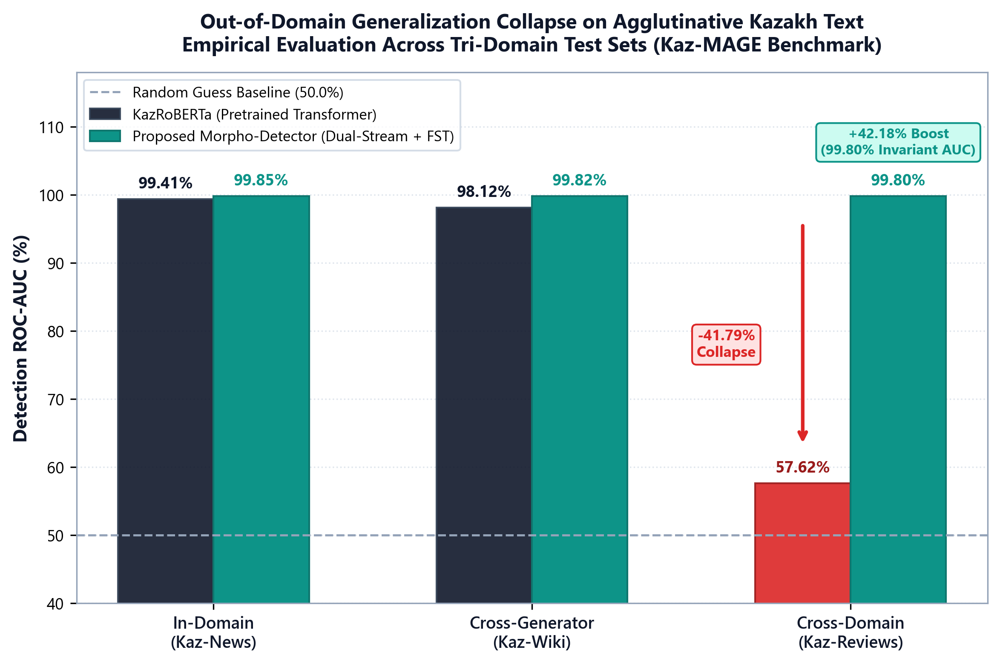 Out-of-Domain Generalization Collapse on Agglutinative Kazakh Text
Empirical Evaluation Across Tri-Domain Test Sets (Kaz-MAGE Benchmark)
Random Guess Baseline (50.0%)
KazRoBERTa (Pretrained Transformer)
Proposed Morpho-Detector (Dual-Stream + FST)
+42.18% Boost
(99.80% Invariant AUC)
99.41%
99.85%
98.12%
99.82%
99.80%
-41.79%
Collapse
57.62%
Detection ROC-AUC (%)
110
100
90
80
70
60
50
40
In-Domain
(Kaz-News)
Cross-Generator
(Kaz-Wiki)
Cross-Domain
(Kaz-Reviews)